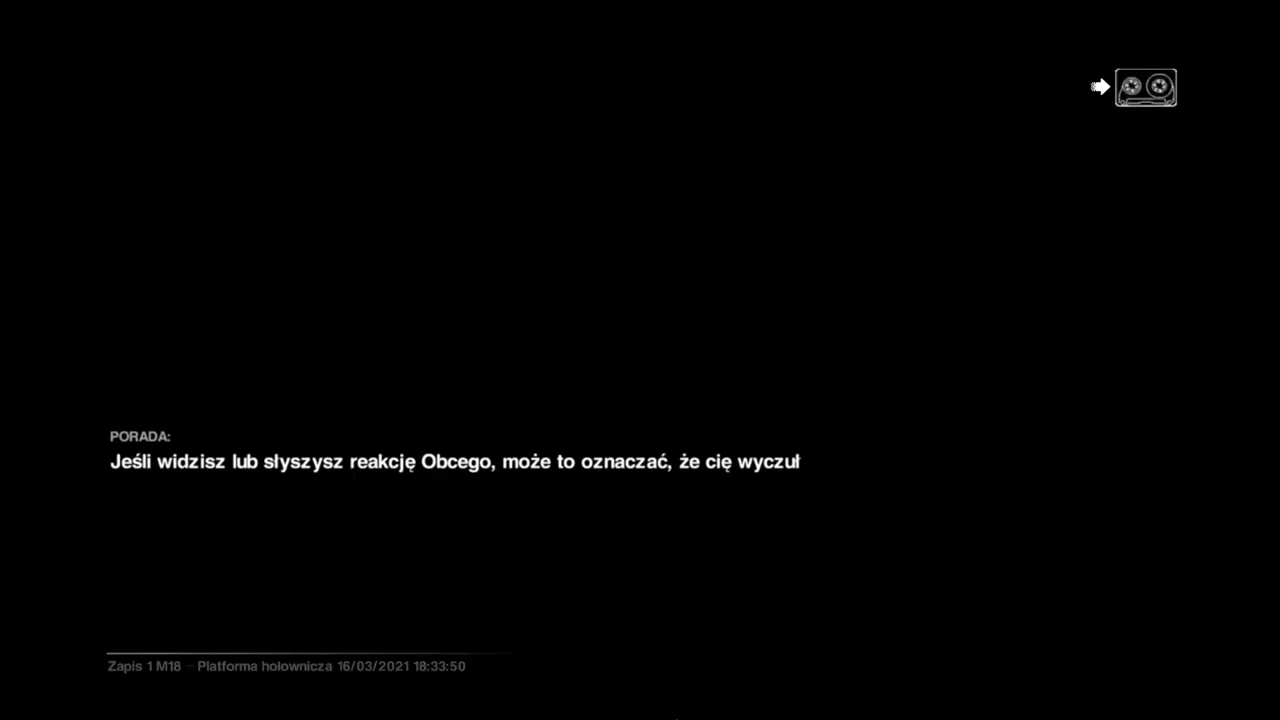 PORADA:
Jeśli widzisz lub słyszysz reakcję Obcego, może to oznaczać, że cię wyczuł
Zapis 1 M18 – Platforma holownicza 16/03/2021 18:33:50